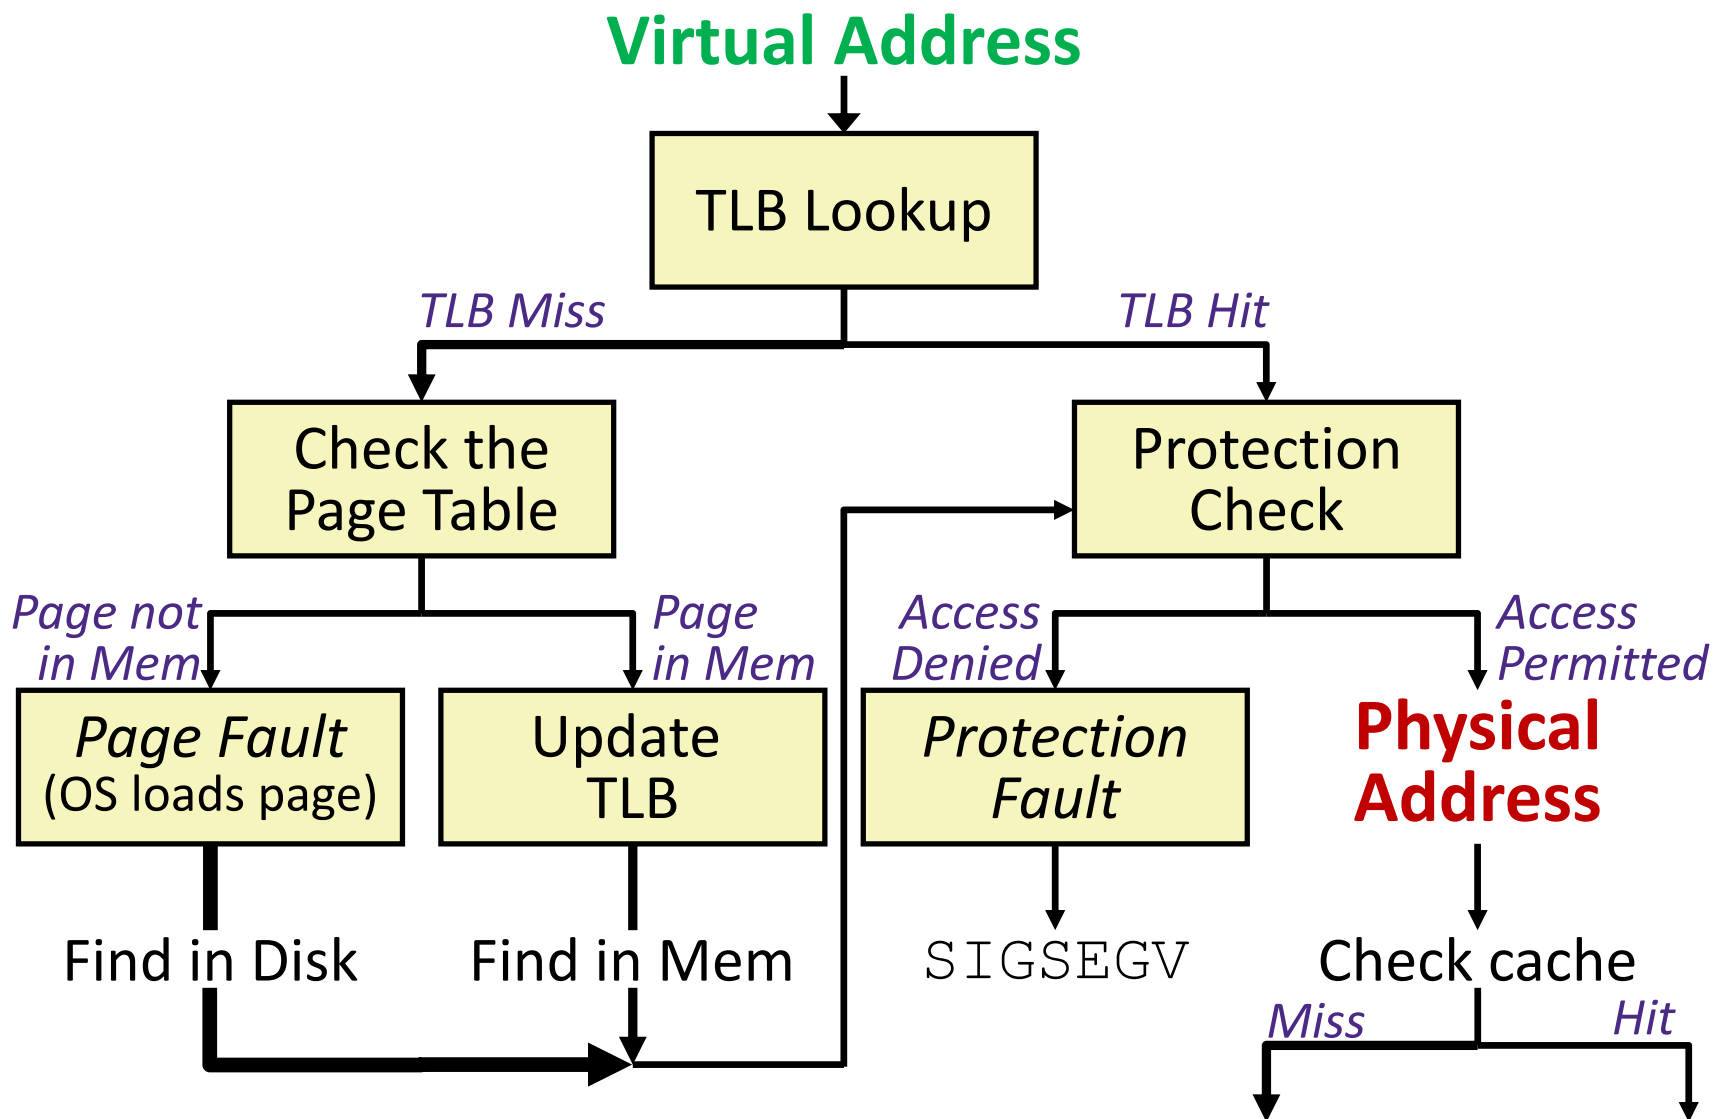 Virtual Address
TLB Lookup
TLB Miss
TLB Hit
Check the
Page Table
Protection
Check
Page not
in Mem
Page
in Mem
Access
Denied
Access
Permitted
Page Fault
(OS loads page)
Update
TLB
Protection
Fault
Physical
Address
Find in Disk
Find in Mem
SIGSEGV
Check cache
Miss
Hit